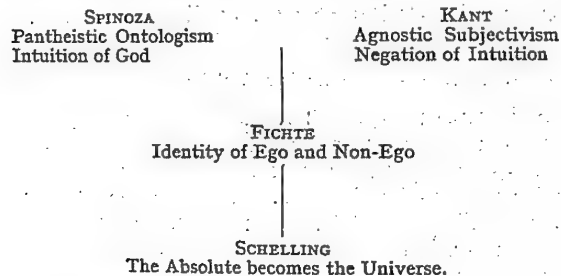 SPINOZA
Pantheistic Ontologism
Intuition of God
KANT
Agnostic Subjectivism
Negation of Intuition
FICHTE
Identity of Ego and Non-Ego
SCHELLING
The Absolute becomes the Universe.